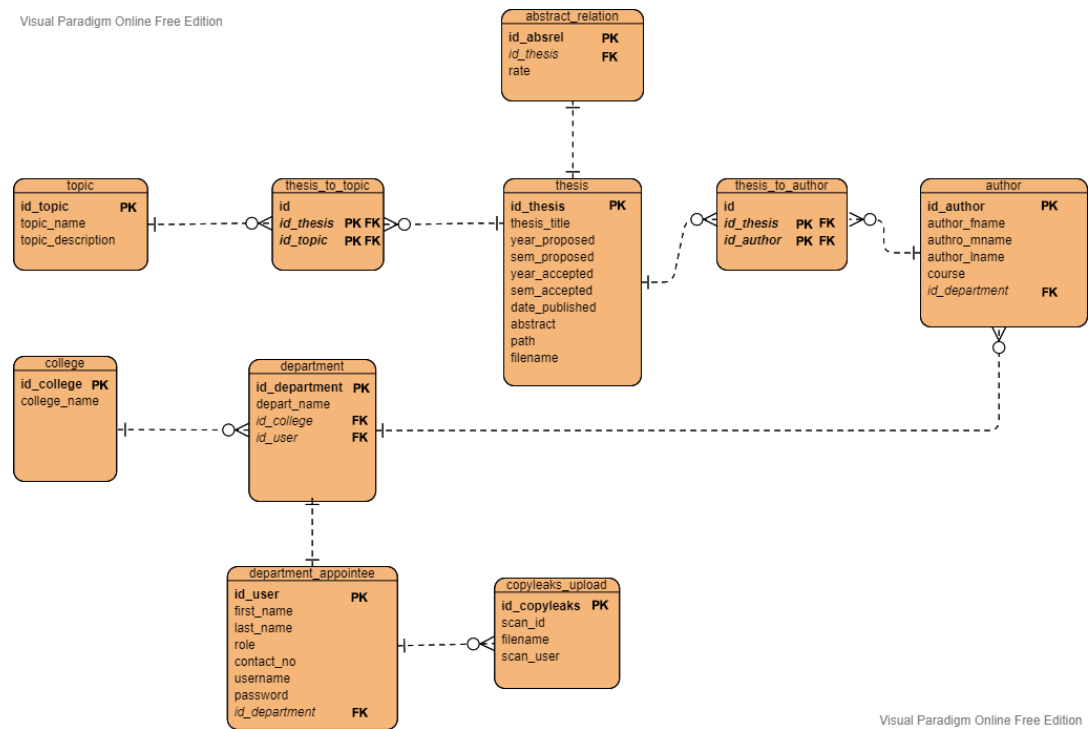 Visual Paradigm Online Free Edition
abstract_relation
id_absrel PK
id_thesis FK
rate
topic
id_topic PK
topic_name
topic_description
thesis_to_topic
id
id_thesis PK FK
id_topic PK FK
thesis
id_thesis PK
thesis_title
year_proposed
sem_proposed
year_accepted
sem_accepted
date_published
abstract
path
filename
thesis_to_author
id
id_thesis PK FK
id_author PK FK
author
id_author PK
author_fname
authro_mname
author_lname
course
id_department FK
college
id_college PK
college_name
department
id_department PK
depart_name
id_college FK
id_user FK
department_appointee
id_user PK
first_name
last_name
role
contact_no
username
password
id_department FK
copyleaks_upload
id_copyleaks PK
scan_id
filename
scan_user
Visual Paradigm Online Free Edition